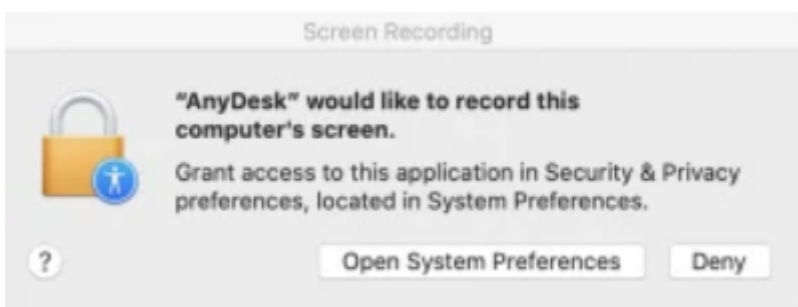 Screen Recording
"AnyDesk" would like to record this
computer's screen.
Grant access to this application in Security & Privacy
preferences, located in System Preferences.
?
Open System Preferences
Deny